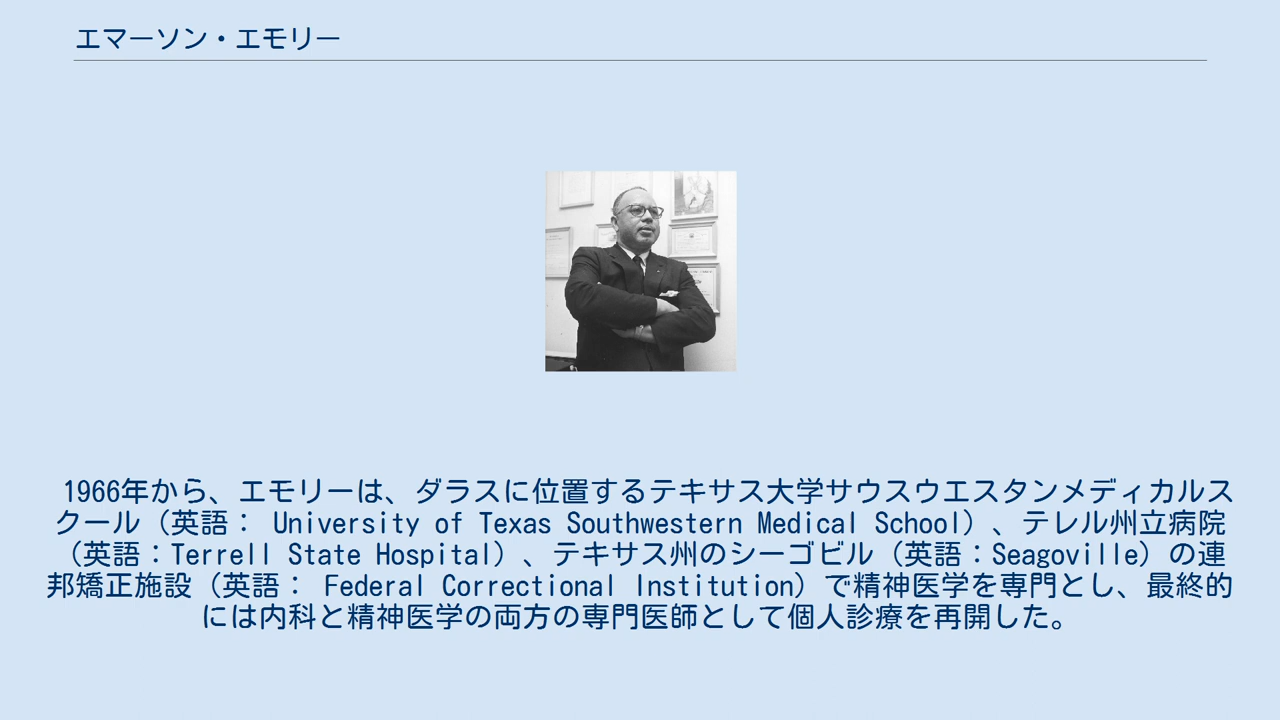 エマーソン・エモリー
1966年から、エモリーは、ダラスに位置するテキサス大学サウスウエスタンメディカルス
クール（英語： University of Texas Southwestern Medical School）、テレル州立病院
（英語：Terrell State Hospital）、テキサス州のシーゴビル（英語：Seagoville）の連
邦矯正施設（英語： Federal Correctional Institution）で精神医学を専門とし、最終的
には内科と精神医学の両方の専門医師として個人診療を再開した。